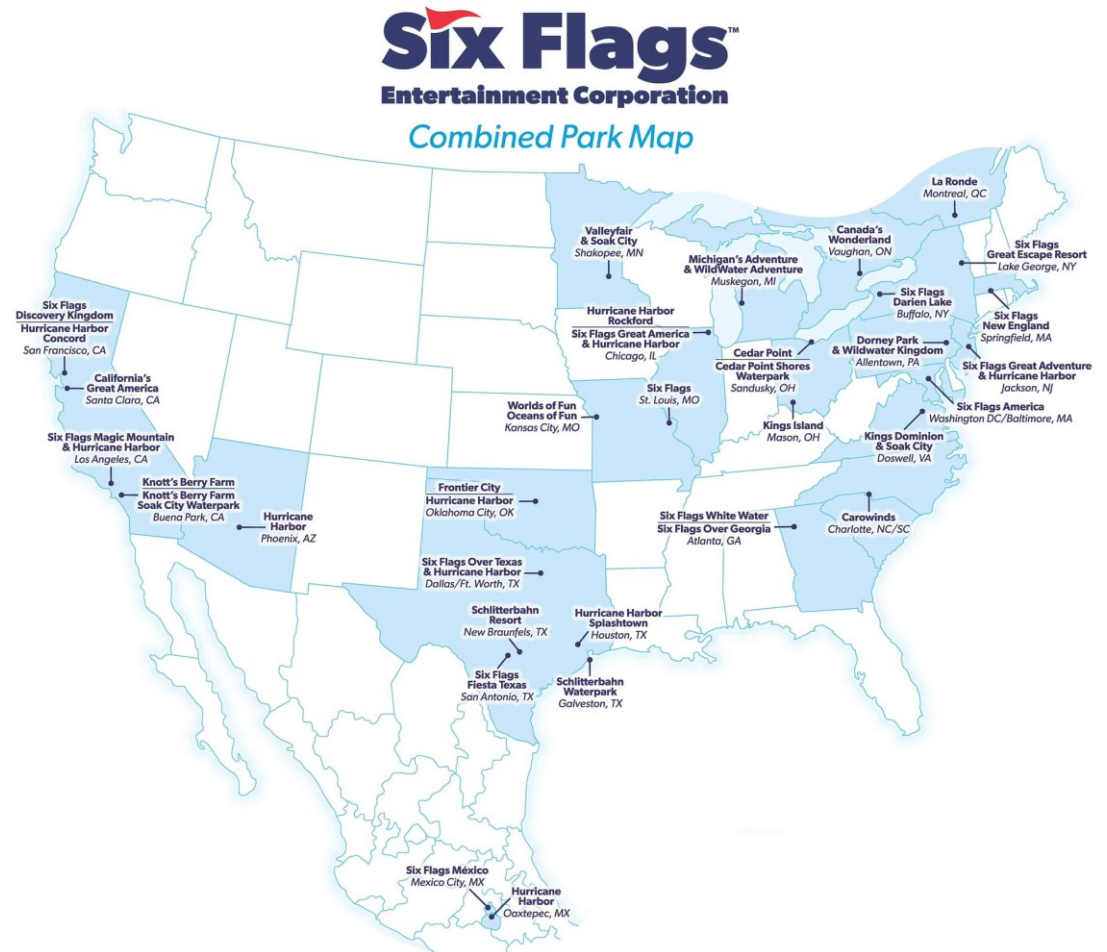 Six Flags™
Entertainment Corporation
Combined Park Map
La Ronde
Montreal, QC
Valleyfair
& Soak City
Shakopee, MN
Canada's
Wonderland
Vaughan, ON
Six Flags
Great Escape Resort
Lake George, NY
Michigan's Adventure
& WildWater Adventure
Muskegon, MI
Six Flags
Darien Lake
Buffalo, NY
Six Flags
Discovery Kingdom
Hurricane Harbor
Concord
San Francisco, CA
Hurricane Harbor
Rockford
Six Flags Great America
& Hurricane Harbor
Chicago, IL
Six Flags
New England
Springfield, MA
Dorney Park
& Wildwater Kingdom
Allentown, PA
Cedar Point
Cedar Point Shores
Waterpark
Sandusky, OH
Six Flags Great Adventure
& Hurricane Harbor
Jackson, NJ
California's
Great America
Santa Clara, CA
Six Flags
St. Louis, MO
Worlds of Fun
Oceans of Fun
Kansas City, MO
Kings Island
Mason, OH
Six Flags America
Washington DC/Baltimore, MA
Kings Dominion
& Soak City
Doswell, VA
Six Flags Magic Mountain
& Hurricane Harbor
Los Angeles, CA
Knott's Berry Farm
Knott's Berry Farm
Soak City Waterpark
Buena Park, CA
Hurricane
Harbor
Phoenix, AZ
Frontier City
Hurricane Harbor
Oklahoma City, OK
Six Flags White Water
Six Flags Over Georgia
Atlanta, GA
Carowinds
Charlotte, NC/SC
Six Flags Over Texas
& Hurricane Harbor
Dallas/Ft. Worth, TX
Schlitterbahn
Resort
New Braunfels, TX
Hurricane Harbor
Splashtown
Houston, TX
Six Flags
Fiesta Texas
San Antonio, TX
Schlitterbahn
Waterpark
Galveston, TX
Six Flags México
Mexico City, MX
Hurricane
Harbor
Oaxtepec, MX